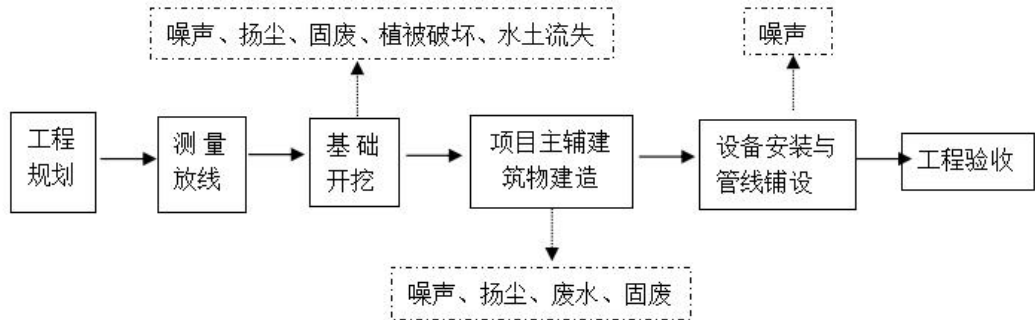 噪声、扬尘、固废、植被破坏、水土流失
噪声
工程
规划
测 量
放线
基 础
开挖
项目主辅建
筑物建造
设备安装与
管线铺设
工程验收
噪声、扬尘、废水、固废